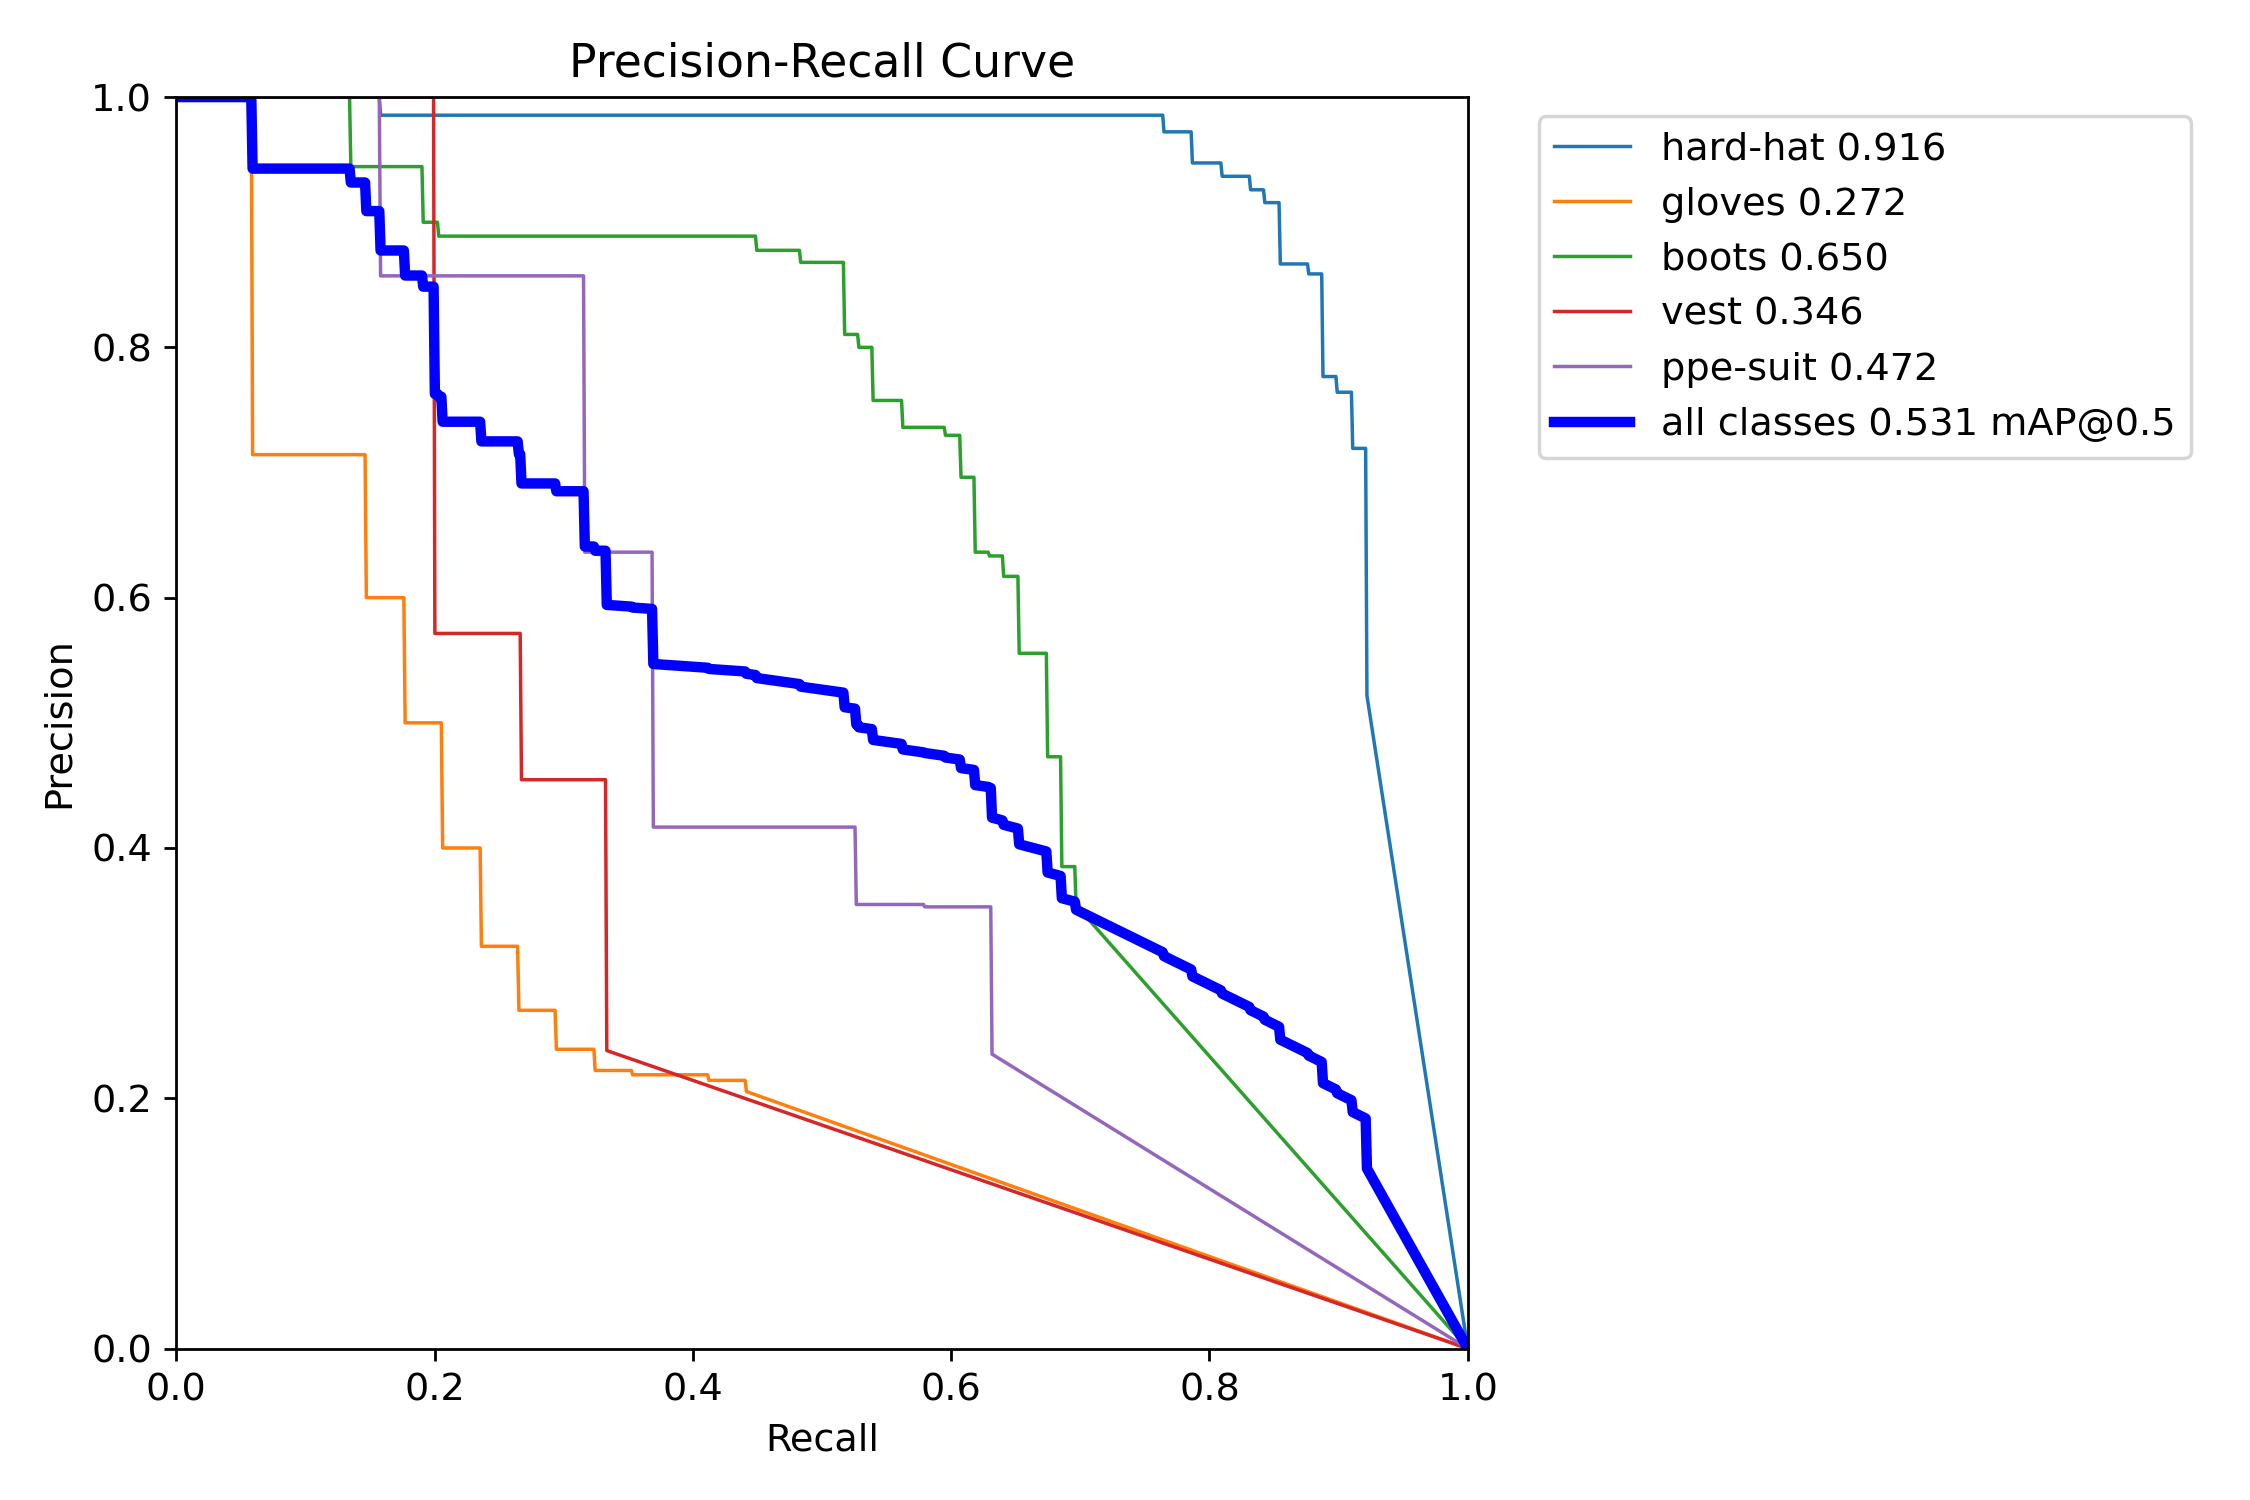 Precision-Recall Curve
1.0
0.8
0.6
0.4
0.2
0.0
Precision
0.0 0.2 0.4 0.6 0.8 1.0
Recall
hard-hat 0.916
gloves 0.272
boots 0.650
vest 0.346
ppe-suit 0.472
all classes 0.531 mAP@0.5